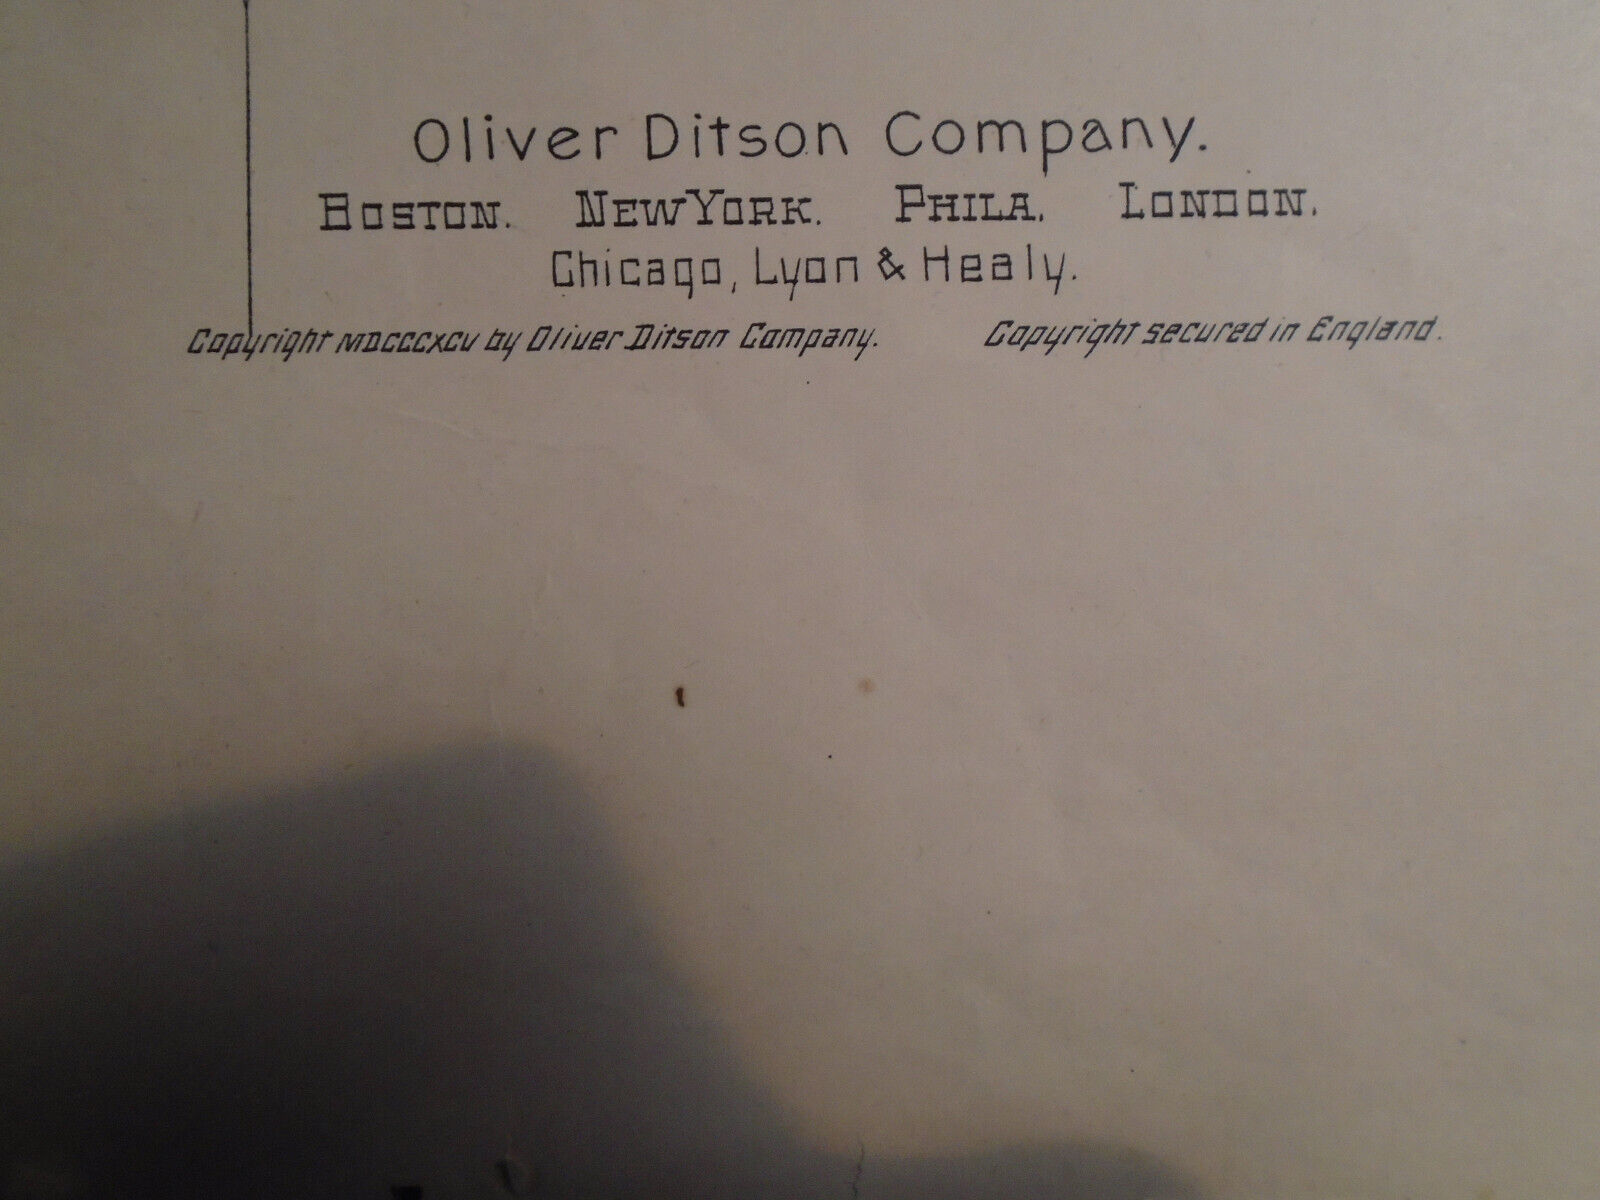 Oliver Ditson Company.
BOSTON. NEW YORK. PHILA. LONDON.
Chicago, Lyon & Healy.
Copyright MDCCCXCV by Oliver Ditson Company. Copyright secured in England.